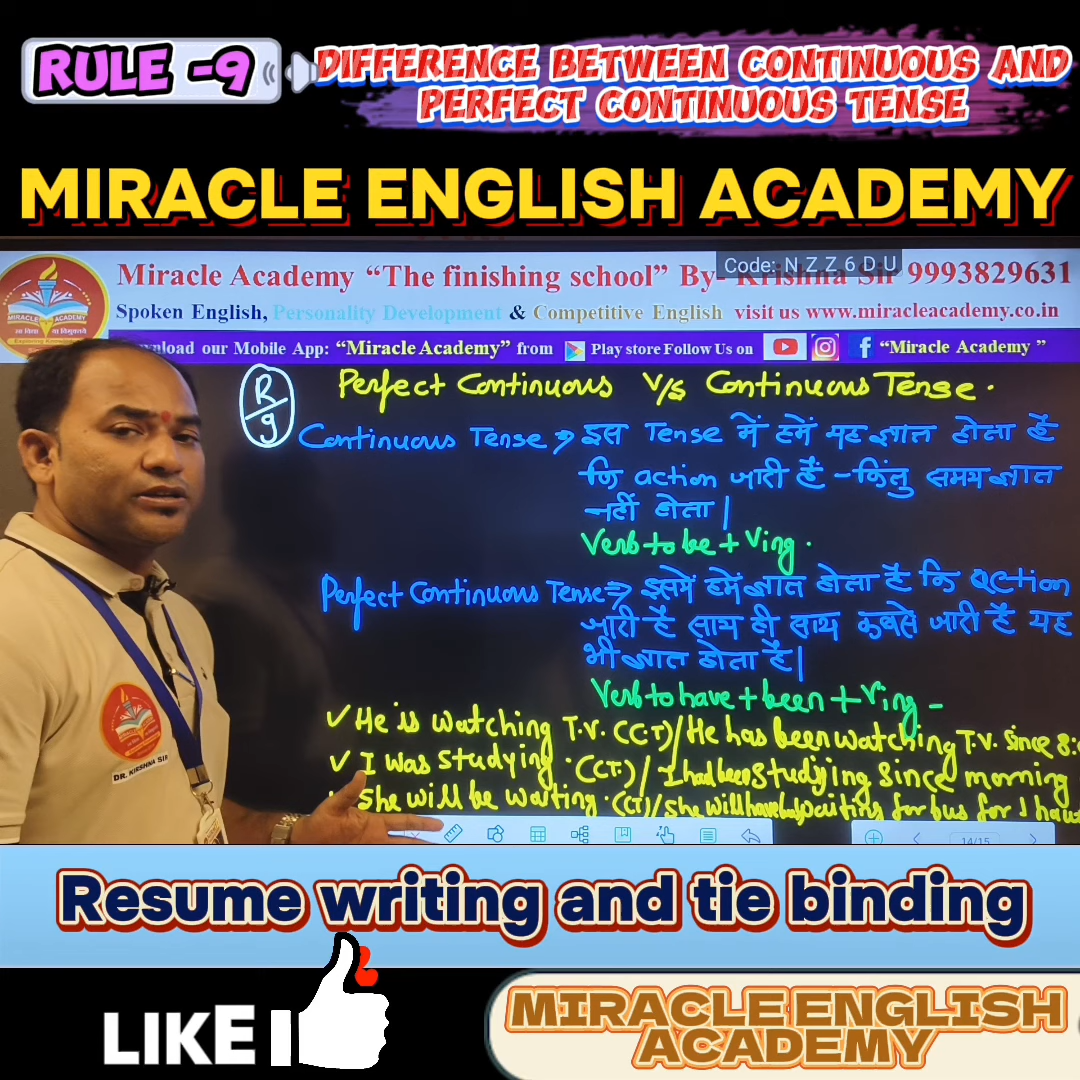 RULE -9
DIFFERENCE BETWEEN CONTINUOUS AND
PERFECT CONTINUOUS TENSE
MIRACLE ENGLISH ACADEMY
Code: N Z Z 6 D U
Miracle Academy “The finishing school” By- Krishna Sir 9993829631
Spoken English, Personality Development & Competitive English visit us www.miracleacademy.co.in
MIRACLE ACADEMY
our Mobile App: “Miracle Academy” from Play store Follow Us on “Miracle Academy ”
R/9
Perfect Continuous v/s Continuous Tense.
Continuous Tense → इस Tense में हमें यह ज्ञात होता है
कि action जारी है - किंतु समय ज्ञात
नहीं होता|
Verb to be + Ving.
Perfect Continuous Tense ⇒ इसमें हमें ज्ञात होता है कि action
जारी है साथ ही साथ कबसे जारी है यह
भी ज्ञात होता है|
Verb to have + been + Ving -
✓ He is watching T.V. (C.T)/He has been watching T.V. Since 8:
✓ I was studying. (CT.) / I had been studying since morning
She will be waiting. (CT)/ She will have been waiting for bus for 1 hour
DR. KRISHNA SIR
14/15
Resume writing and tie binding
LIKE
MIRACLE ENGLISH
ACADEMY